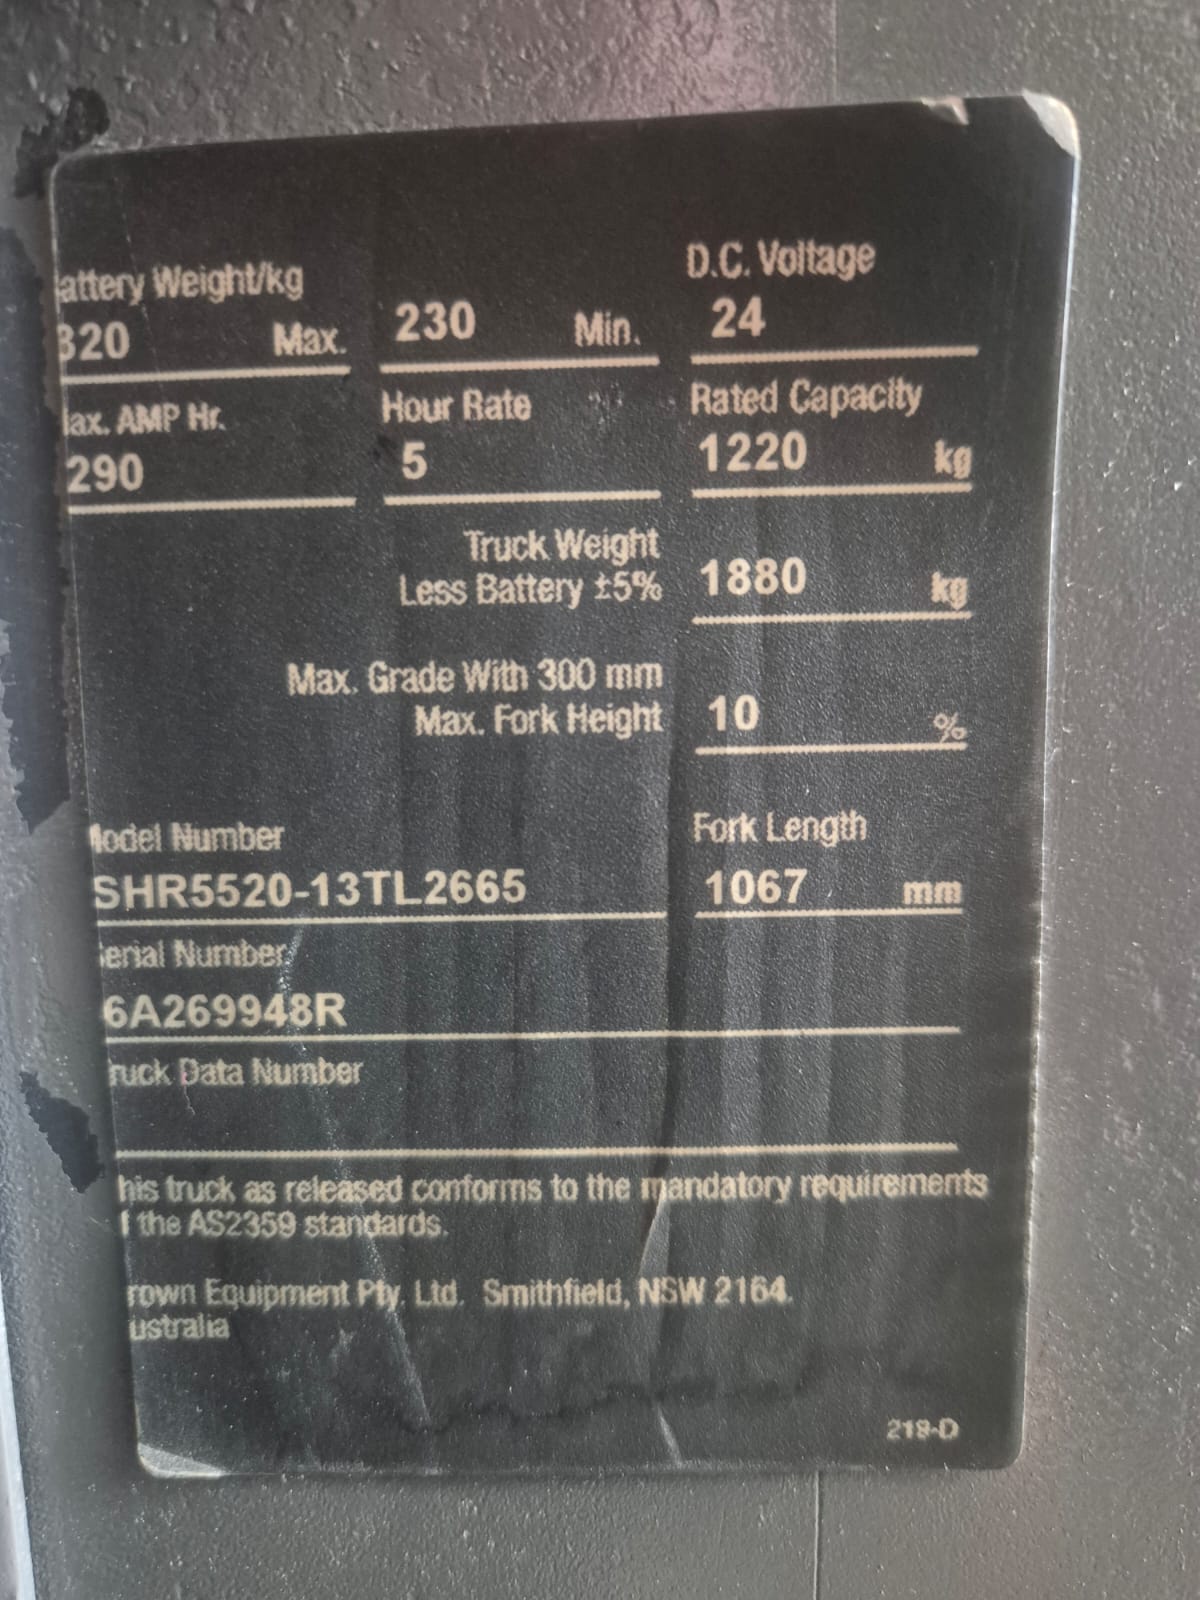 attery Weight/kg
320 Max. 230 Min.
D.C. Voltage
24
ax. AMP Hr.
290
Hour Rate
5
Rated Capacity
1220 kg
Truck Weight
Less Battery ±5% 1880 kg
Max. Grade With 300 mm
Max. Fork Height 10 %
odel Number
SHR5520-13TL2665
Fork Length
1067 mm
erial Number
6A269948R
ruck Data Number
his truck as released conforms to the mandatory requirements
f the AS2359 standards.
rown Equipment Pty. Ltd. Smithfield, NSW 2164.
ustralia
219-D